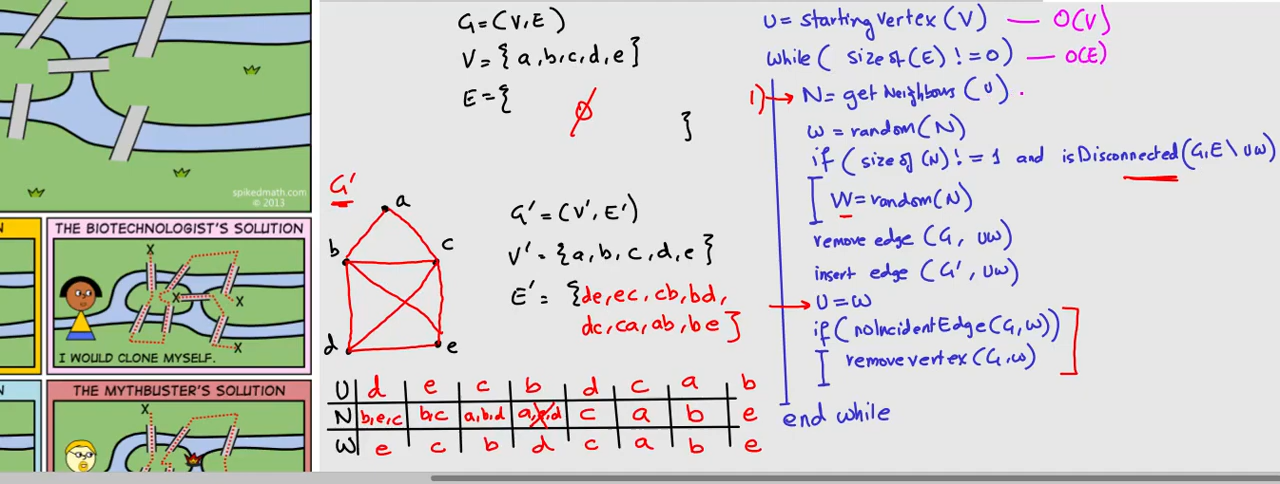 G=(V,E)
V={a,b,c,d,e}
E={ ∅ }
G'
a
b
c
d
e
G'=(V',E')
V'={a,b,c,d,e}
E'={de,ec,cb,bd,
dc,ca,ab,be}
U d e c b d c a b
N b,e,c b,c a,b,d a,e,d c a b e
W e c b d c a b e
U=starting vertex(V) — O(V)
while( size of(E) !=0) — O(E)
1) → N=get Neighbours(U)
w=random(N)
if (size of (N)!=1 and isDisconnected(G,E\UW)
W=random(N)
remove edge (G, UW)
insert edge (G', UW)
U=w
if(noIncidentEdge(G,w))
remove vertex(G,w)
end while
spikedmath.com
© 2013
THE BIOTECHNOLOGIST'S SOLUTION
X
X
X
X
I WOULD CLONE MYSELF.
THE MYTHBUSTER'S SOLUTION
X
X